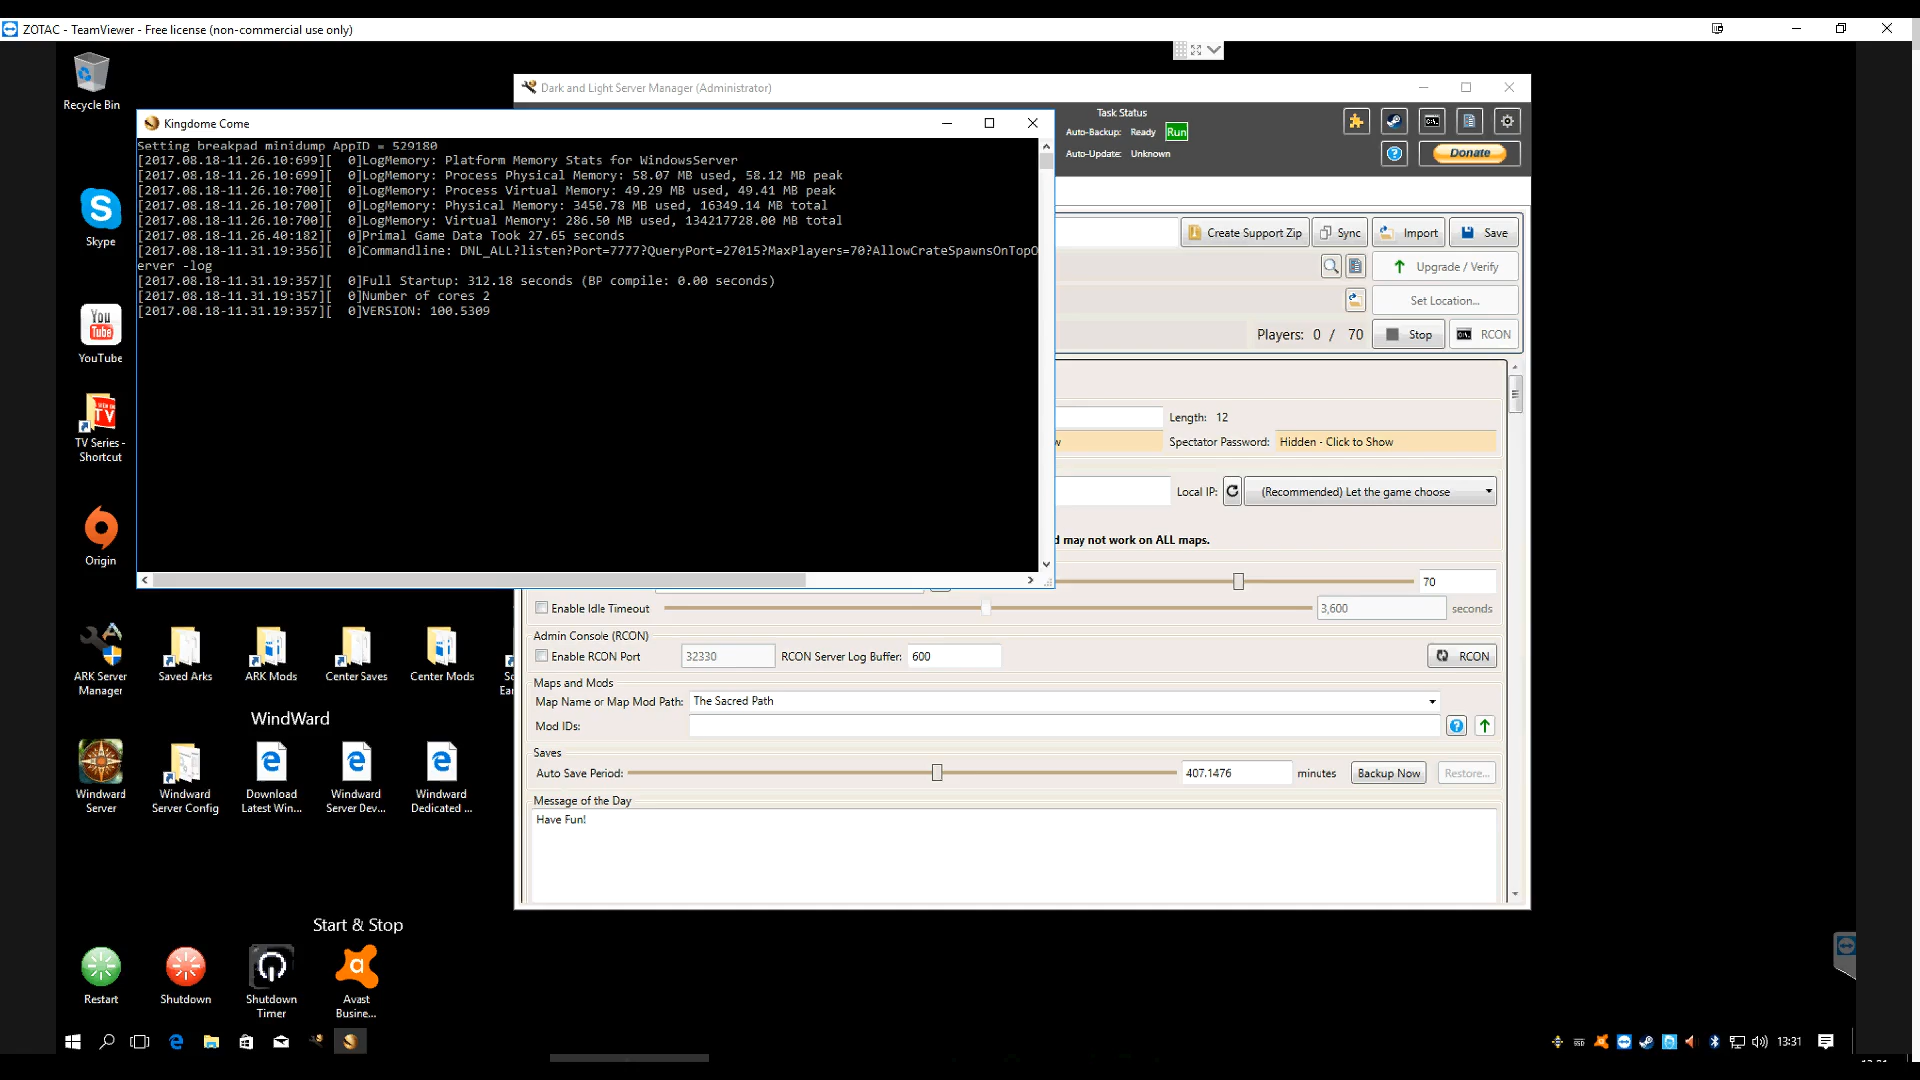 ZOTAC - TeamViewer - Free license (non-commercial use only)
Recycle Bin
Dark and Light Server Manager (Administrator)
Task Status
Auto-Backup: Ready Run
Auto-Update: Unknown
Donate
Kingdome Come
Setting breakpad minidump AppID = 529180
[2017.08.18-11.26.10:699][  0]LogMemory: Platform Memory Stats for WindowsServer
[2017.08.18-11.26.10:699][  0]LogMemory: Process Physical Memory: 58.07 MB used, 58.12 MB peak
[2017.08.18-11.26.10:700][  0]LogMemory: Process Virtual Memory: 49.29 MB used, 49.41 MB peak
[2017.08.18-11.26.10:700][  0]LogMemory: Physical Memory: 3450.78 MB used, 16349.14 MB total
[2017.08.18-11.26.10:700][  0]LogMemory: Virtual Memory: 286.50 MB used, 134217728.00 MB total
[2017.08.18-11.26.40:182][  0]Primal Game Data Took 27.65 seconds
[2017.08.18-11.31.19:356][  0]Commandline: DNL_ALL?listen?Port=7777?QueryPort=27015?MaxPlayers=70?AllowCrateSpawnsOnTopO
erver -log
[2017.08.18-11.31.19:357][  0]Full Startup: 312.18 seconds (BP compile: 0.00 seconds)
[2017.08.18-11.31.19:357][  0]Number of cores 2
[2017.08.18-11.31.19:357][  0]VERSION: 100.5309
Create Support Zip Sync Import Save
Upgrade / Verify
Set Location...
Players: 0 / 70 Stop RCON
Length: 12
Spectator Password: Hidden - Click to Show
Local IP: (Recommended) Let the game choose
d may not work on ALL maps.
70
Enable Idle Timeout 3,600 seconds
Admin Console (RCON)
Enable RCON Port 32330 RCON Server Log Buffer: 600 RCON
Maps and Mods
Map Name or Map Mod Path: The Sacred Path
Mod IDs:
Saves
Auto Save Period: 407.1476 minutes Backup Now Restore...
Message of the Day
Have Fun!
Skype
You
Tube
YouTube
TV
TV Series -
Shortcut
Origin
ARK Server
Manager
Saved Arks
ARK Mods
Center Saves
Center Mods
WindWard
Windward
Server
Windward
Server Config
Download
Latest Win...
Windward
Server Dev...
Windward
Dedicated ...
Start & Stop
Restart
Shutdown
Shutdown
Timer
Avast
Busine...
13:31